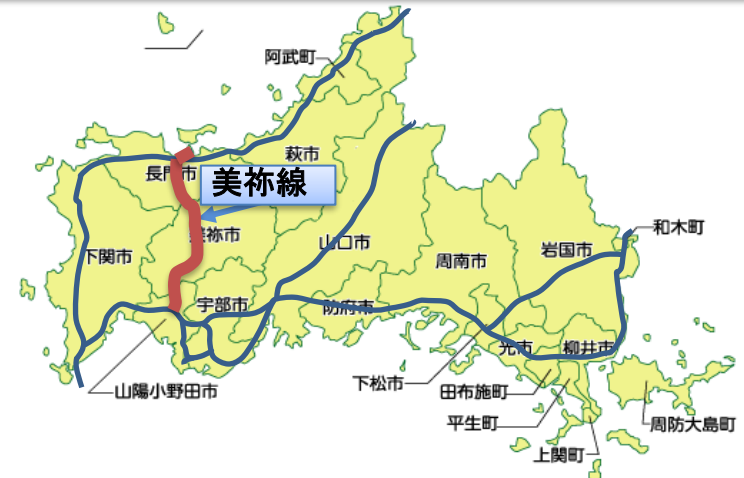 阿武町
萩市
長門市
美祢線
美祢市
和木町
下関市
山口市
岩国市
周南市
宇部市
防府市
光市
柳井市
下松市
山陽小野田市
田布施町
平生町
周防大島町
上関町